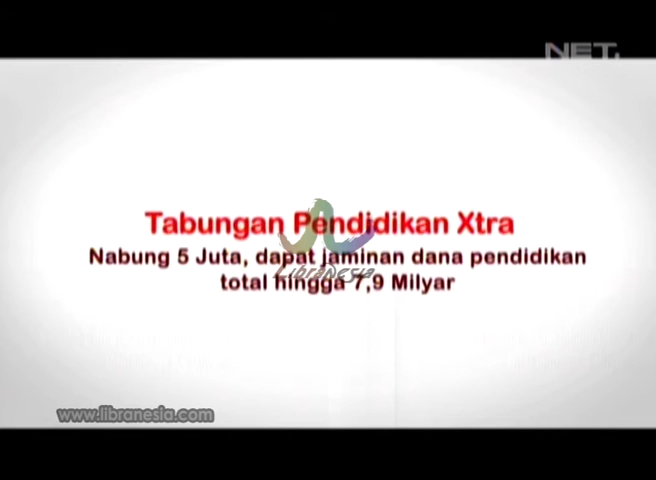 NET.
Tabungan Pendidikan Xtra
Nabung 5 Juta, dapat jaminan dana pendidikan
total hingga 7,9 Milyar
Libranesia
www.libranesia.com